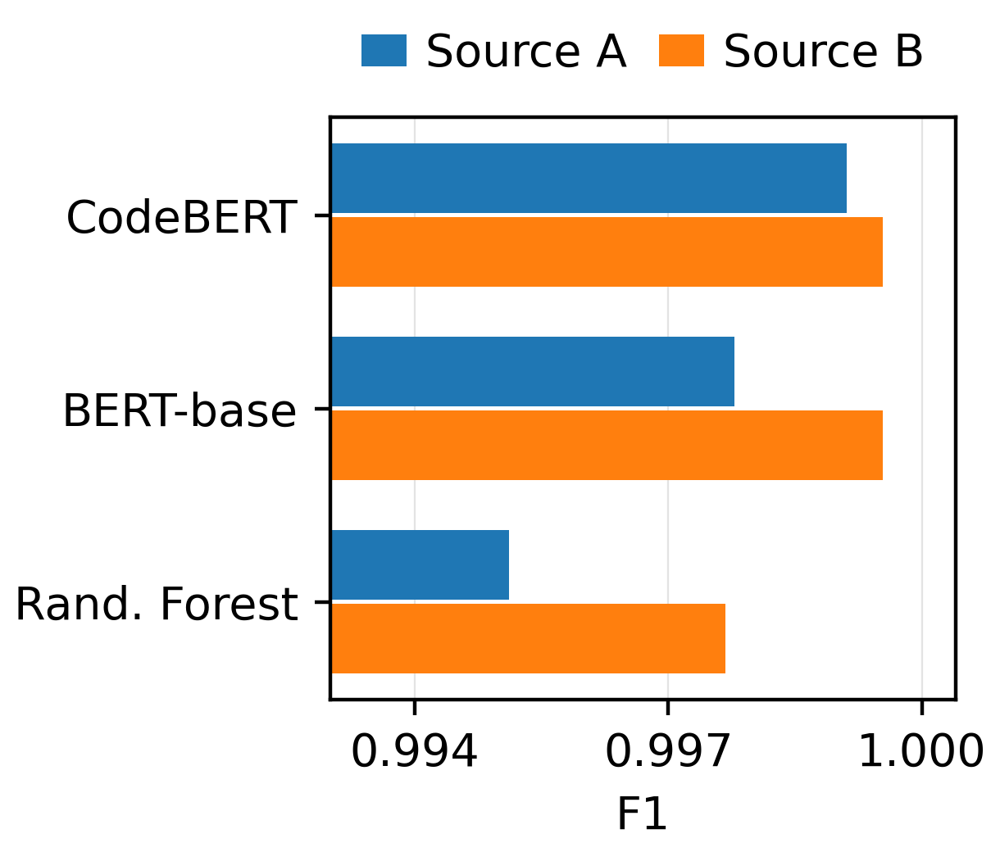 Source A Source B
CodeBERT
BERT-base
Rand. Forest
0.994 0.997 1.000
F1